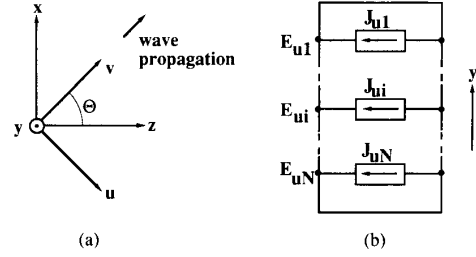 x
wave
propagation
v
Θ
y
z
u
(a)
J_u1
E_u1
J_ui
E_ui
J_uN
E_uN
y
(b)